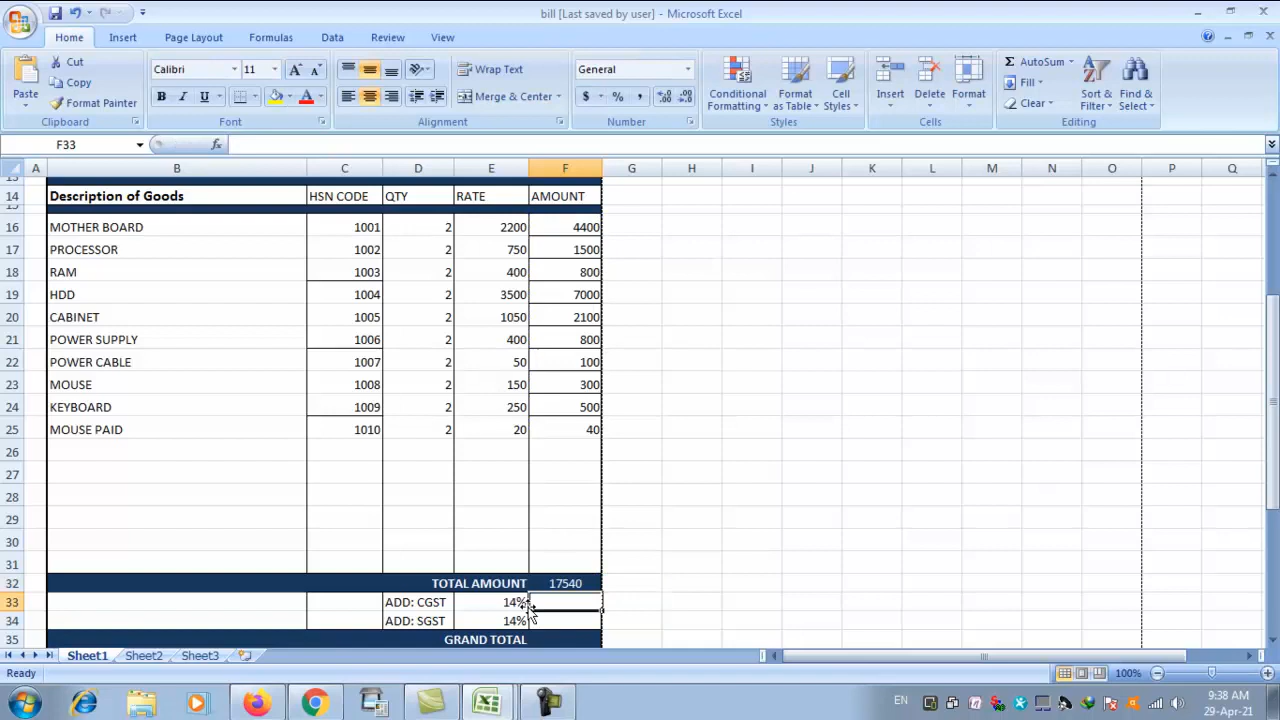 bill [Last saved by user] - Microsoft Excel
Home Insert Page Layout Formulas Data Review View
Paste
Cut
Copy
Format Painter
Clipboard
Calibri 11
B I U
Font
Wrap Text
Merge & Center
Alignment
General
$ % ,
Number
Conditional Formatting
Format as Table
Cell Styles
Styles
Insert
Delete
Format
Cells
AutoSum
Fill
Clear
Sort & Filter
Find & Select
Editing
F33 fx
A B C D E F G H I J K L M N O P Q
14 Description of Goods HSN CODE QTY RATE AMOUNT
16 MOTHER BOARD 1001 2 2200 4400
17 PROCESSOR 1002 2 750 1500
18 RAM 1003 2 400 800
19 HDD 1004 2 3500 7000
20 CABINET 1005 2 1050 2100
21 POWER SUPPLY 1006 2 400 800
22 POWER CABLE 1007 2 50 100
23 MOUSE 1008 2 150 300
24 KEYBOARD 1009 2 250 500
25 MOUSE PAID 1010 2 20 40
26
27
28
29
30
31
32 TOTAL AMOUNT 17540
33 ADD: CGST 14%
34 ADD: SGST 14%
35 GRAND TOTAL
Sheet1 Sheet2 Sheet3
Ready 100%
EN 9:38 AM
29-Apr-21